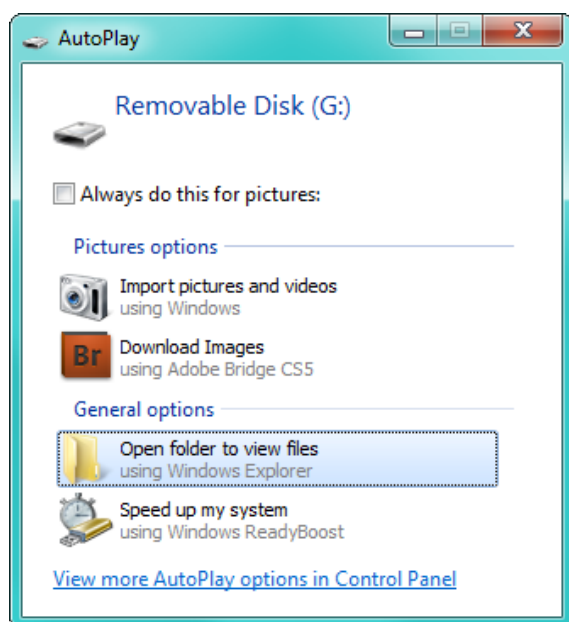 AutoPlay
Removable Disk (G:)
Always do this for pictures:
Pictures options
Import pictures and videos
using Windows
Br
Download Images
using Adobe Bridge CS5
General options
Open folder to view files
using Windows Explorer
Speed up my system
using Windows ReadyBoost
View more AutoPlay options in Control Panel